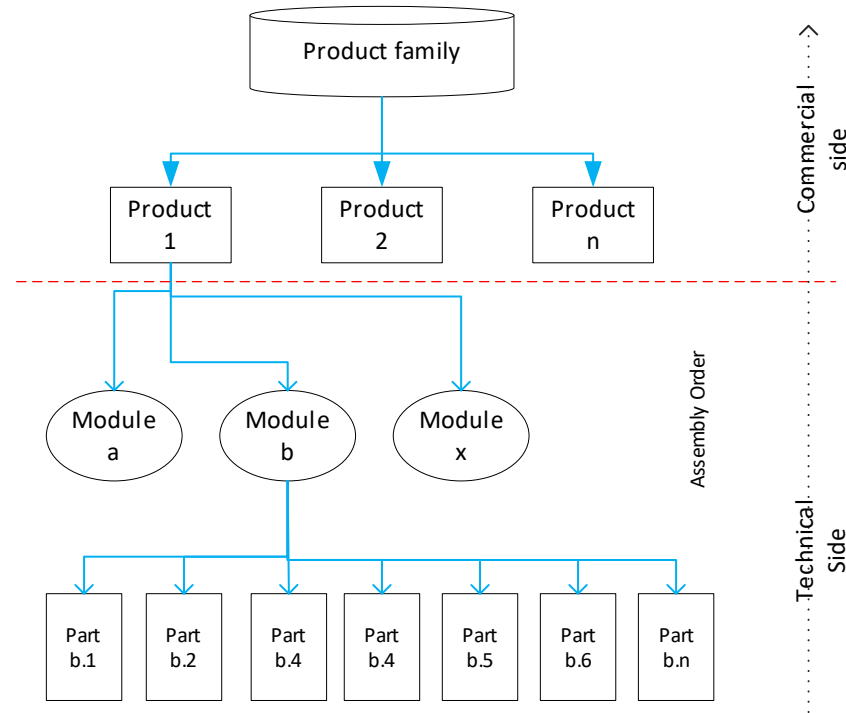 Product family
Commercial
side
Product
1
Product
2
Product
n
Assembly Order
Module
a
Module
b
Module
x
Technical
Side
Part
b.1
Part
b.2
Part
b.4
Part
b.4
Part
b.5
Part
b.6
Part
b.n